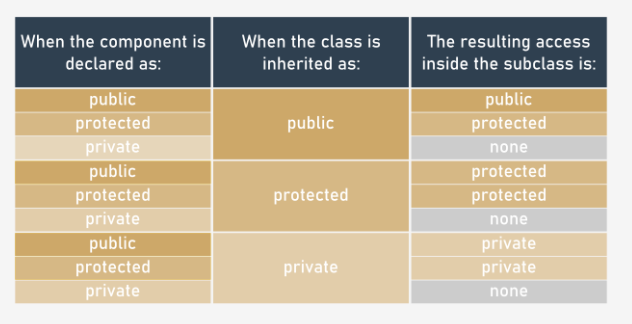 When the component is declared as: When the class is inherited as: The resulting access inside the subclass is:
public public public
protected protected
private none
public protected protected
protected protected
private none
public private private
protected private
private none